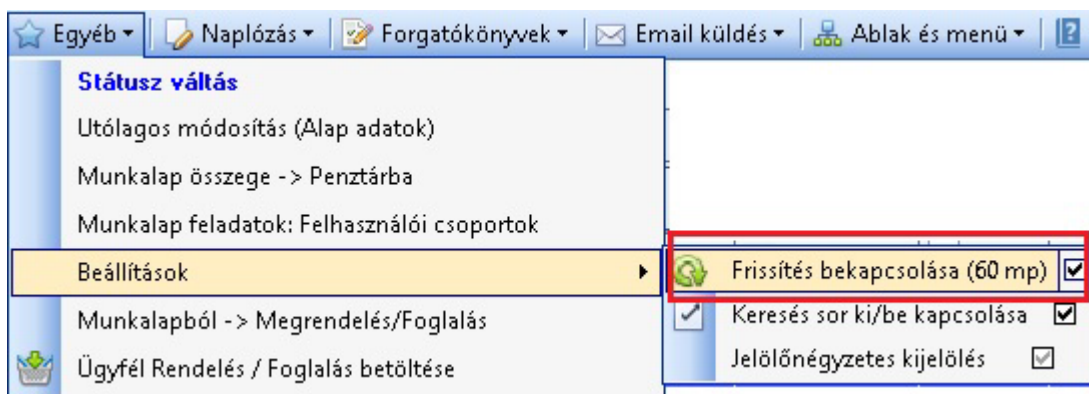 Egyéb Naplózás Forgatókönyvek Email küldés Ablak és menü
Státusz váltás
Utólagos módosítás (Alap adatok)
Munkalap összege -> Penztárba
Munkalap feladatok: Felhasználói csoportok
Beállítások Frissítés bekapcsolása (60 mp)
Munkalapból -> Megrendelés/Foglalás Keresés sor ki/be kapcsolása
Ügyfél Rendelés / Foglalás betöltése Jelölőnégyzetes kijelölés